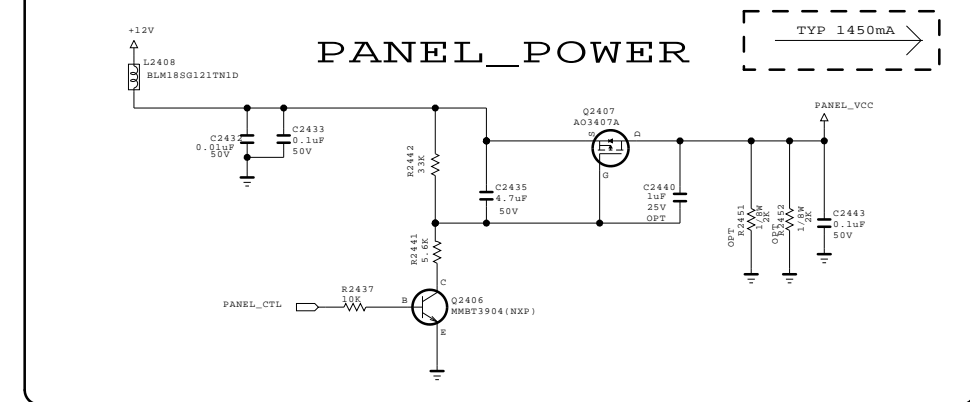 +12V
L2408
BLM18SG121TN1D
PANEL_POWER
TYP 1450mA
C2432
0.01uF
50V
C2433
0.1uF
50V
R2442
33K
Q2407
AO3407A
S
D
G
PANEL_VCC
C2435
4.7uF
50V
C2440
1uF
25V
OPT
OPT
R2451
1/8W
2K
OPT
R2452
1/8W
2K
C2443
0.1uF
50V
R2441
5.6K
PANEL_CTL
R2437
10K
B
C
E
Q2406
MMBT3904(NXP)